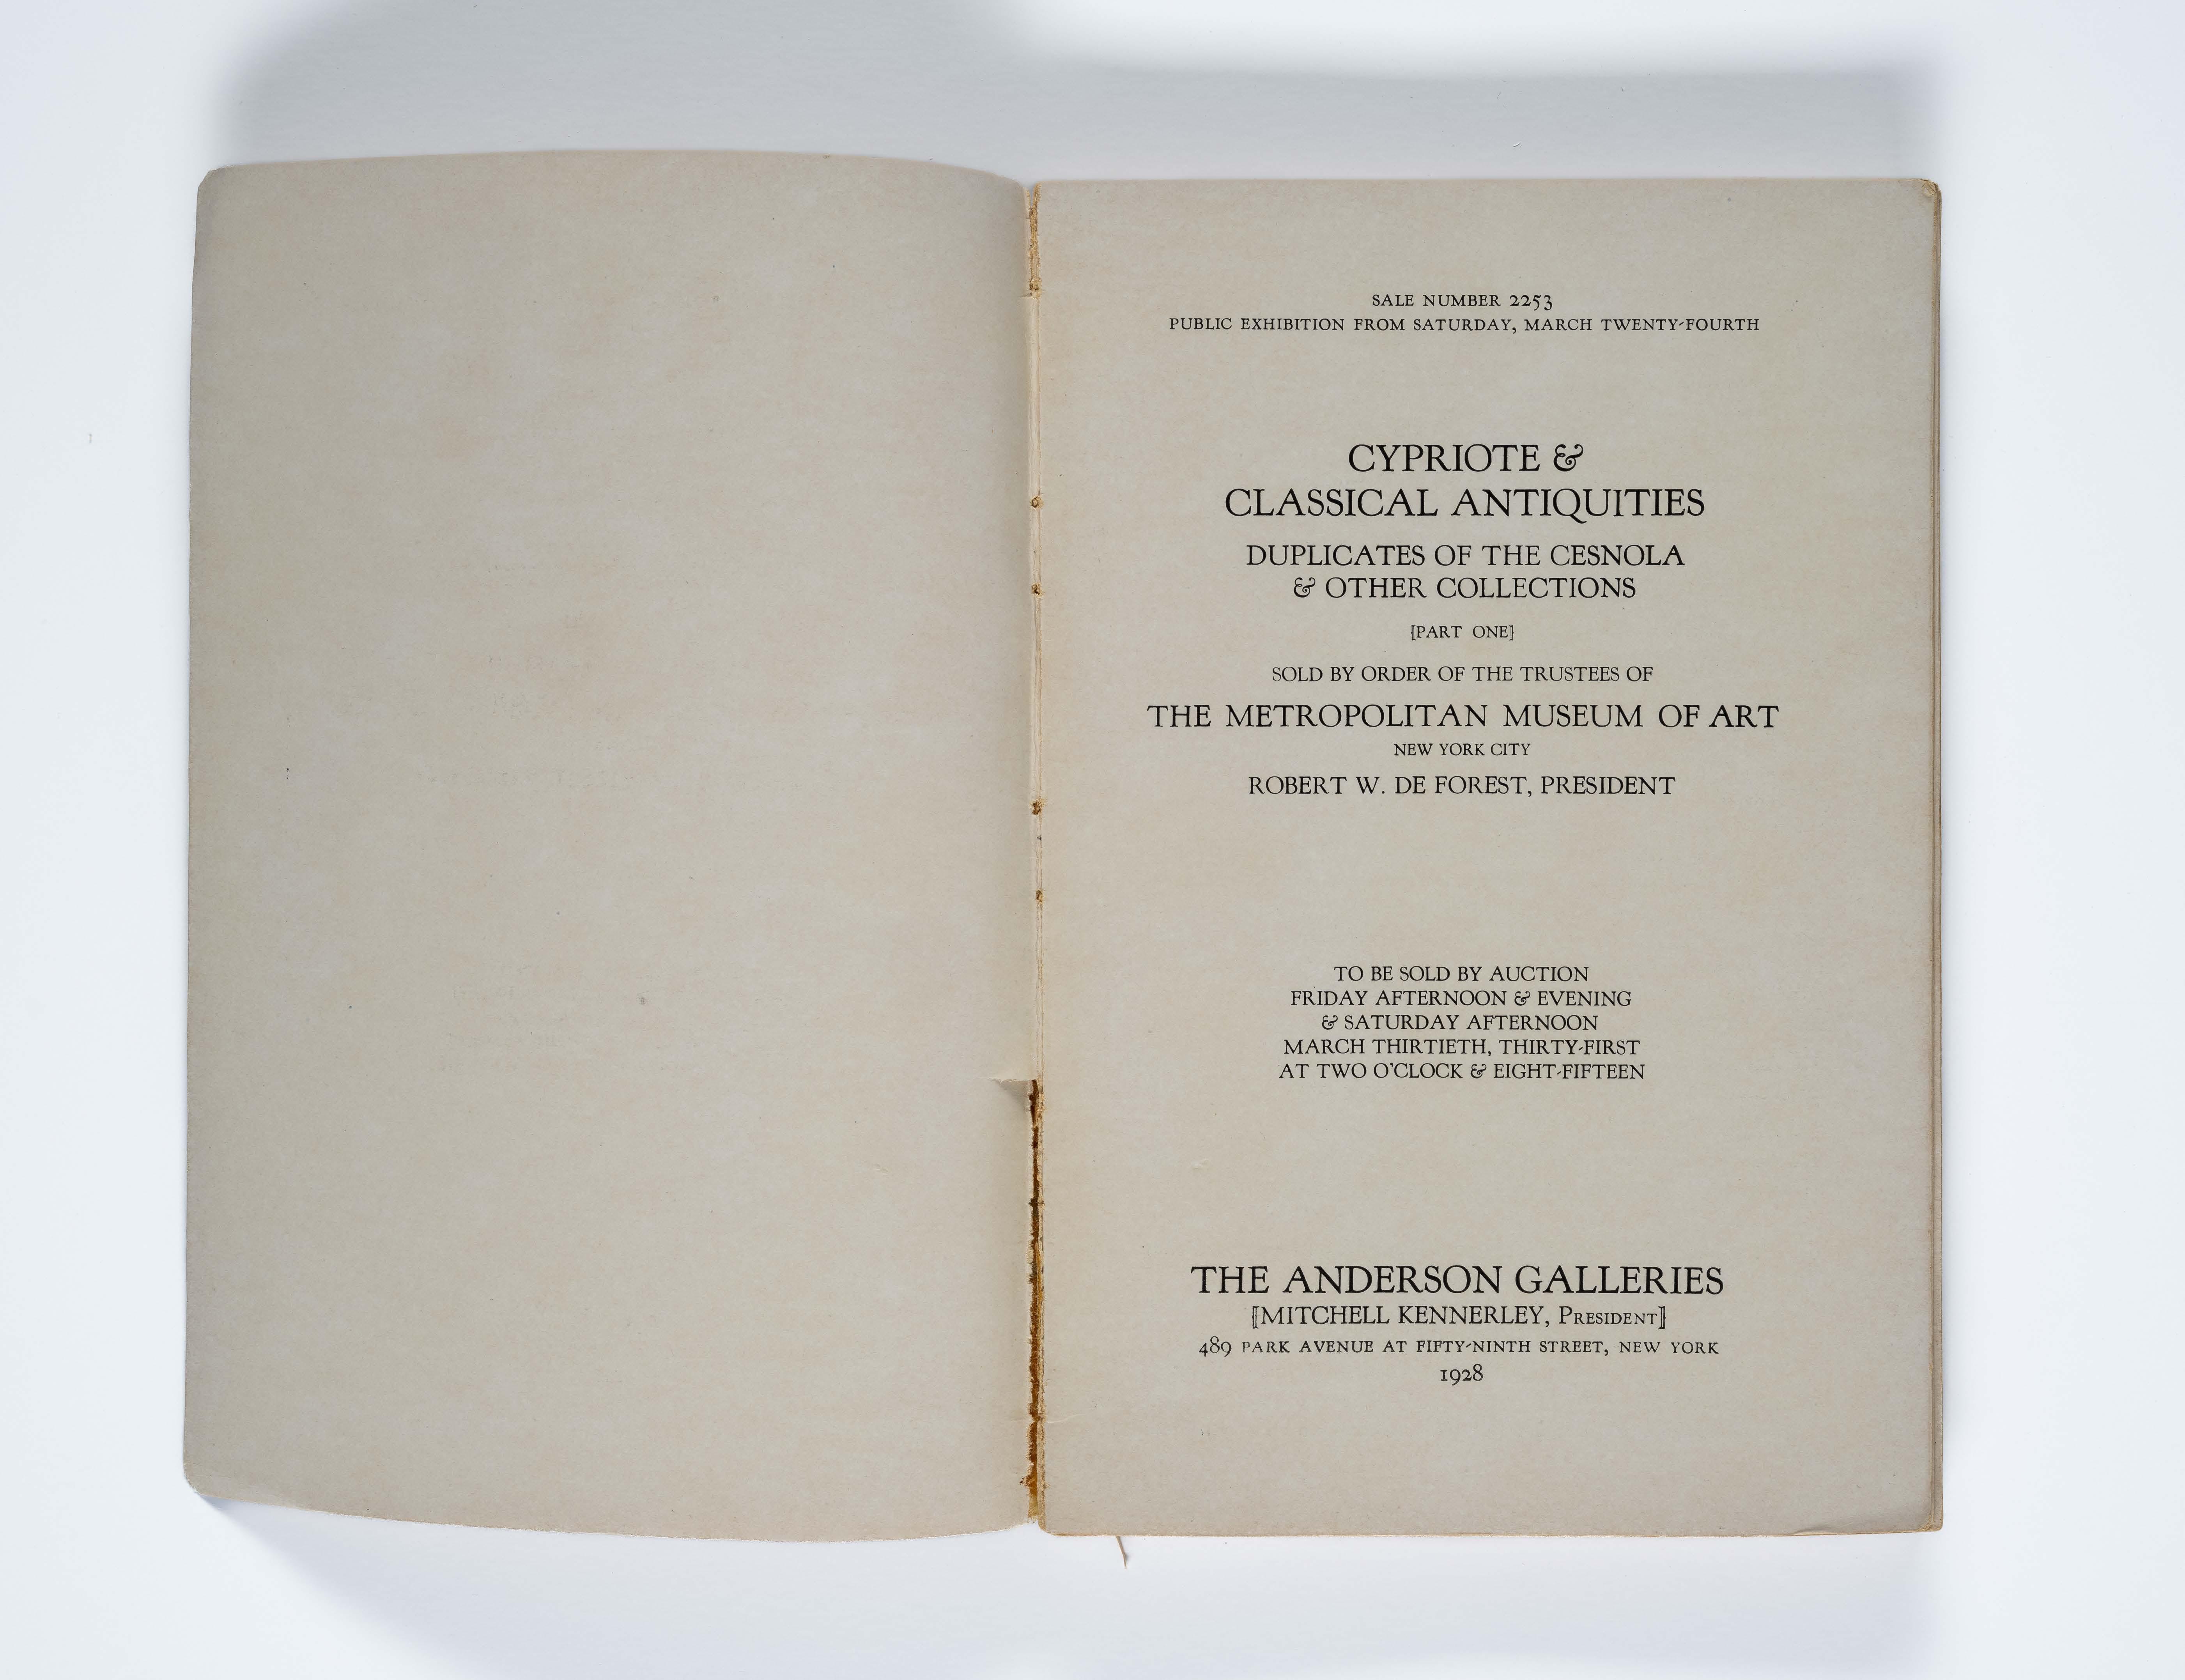 SALE NUMBER 2253
PUBLIC EXHIBITION FROM SATURDAY, MARCH TWENTY-FOURTH
CYPRIOTE &
CLASSICAL ANTIQUITIES
DUPLICATES OF THE CESNOLA
& OTHER COLLECTIONS
[PART ONE]
SOLD BY ORDER OF THE TRUSTEES OF
THE METROPOLITAN MUSEUM OF ART
NEW YORK CITY
ROBERT W. DE FOREST, PRESIDENT
TO BE SOLD BY AUCTION
FRIDAY AFTERNOON & EVENING
& SATURDAY AFTERNOON
MARCH THIRTIETH, THIRTY-FIRST
AT TWO O'CLOCK & EIGHT-FIFTEEN
THE ANDERSON GALLERIES
[MITCHELL KENNERLEY, PRESIDENT]
489 PARK AVENUE AT FIFTY-NINTH STREET, NEW YORK
1928